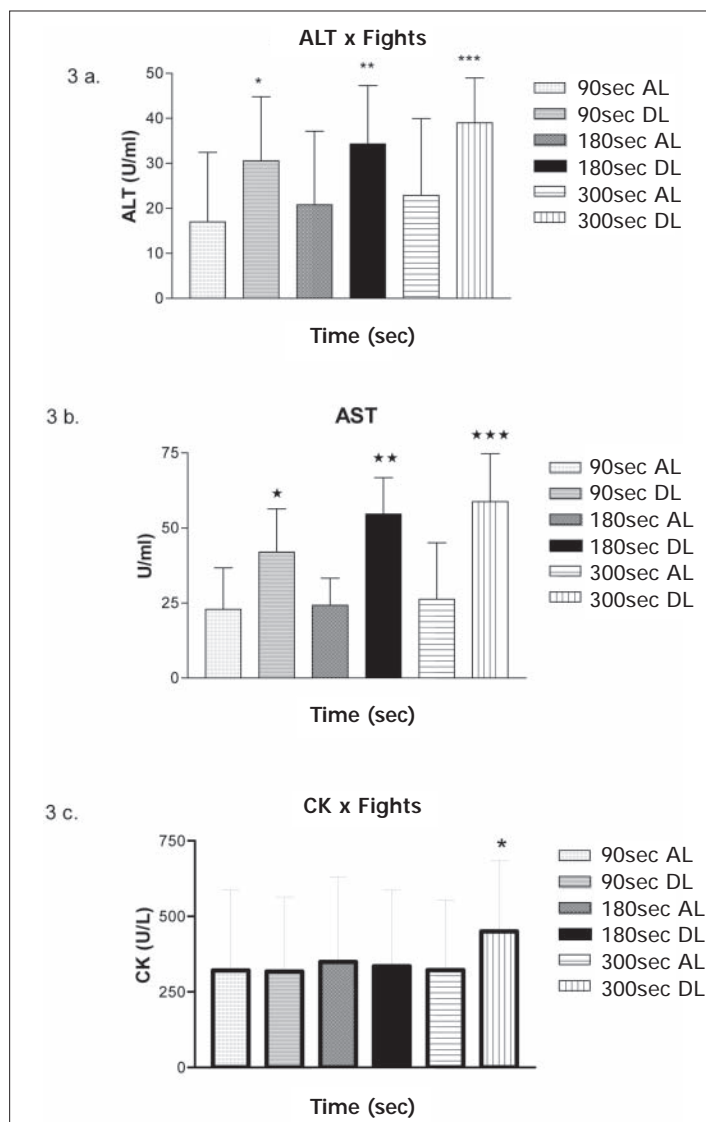 ALT x Fights
3 a.
50
40
30
20
10
0
ALT (U/ml)
*
**
***
90sec AL
90sec DL
180sec AL
180sec DL
300sec AL
300sec DL
Time (sec)
3 b.
AST
75
50
25
0
U/ml)
★
★★
★★★
90sec AL
90sec DL
180sec AL
180sec DL
300sec AL
300sec DL
Time (sec)
3 c.
CK x Fights
750
500
250
0
CK (U/L)
*
90sec AL
90sec DL
180sec AL
180sec DL
300sec AL
300sec DL
Time (sec)